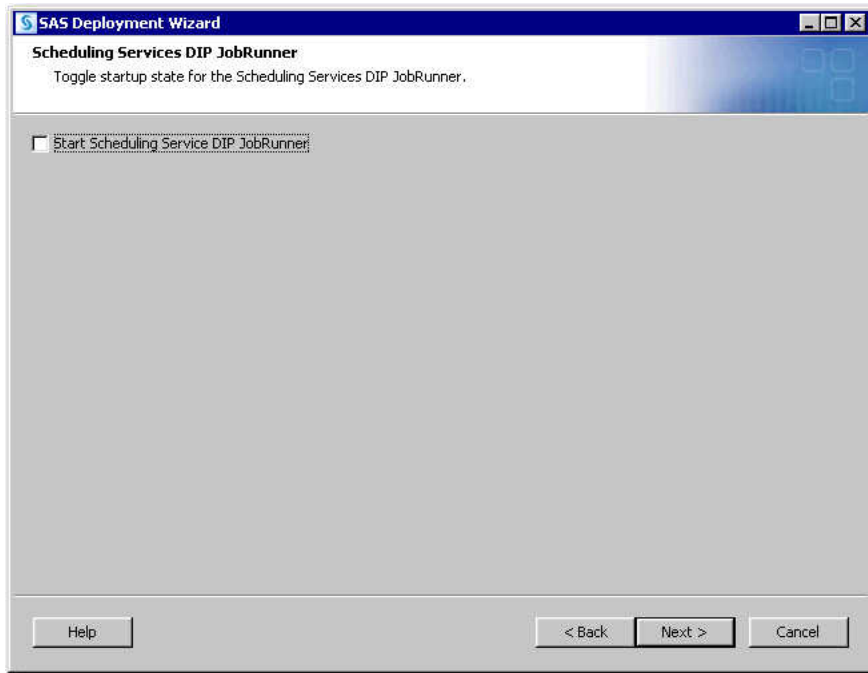 SAS Deployment Wizard
Scheduling Services DIP JobRunner
Toggle startup state for the Scheduling Services DIP JobRunner.
Start Scheduling Service DIP JobRunner
Help < Back Next > Cancel